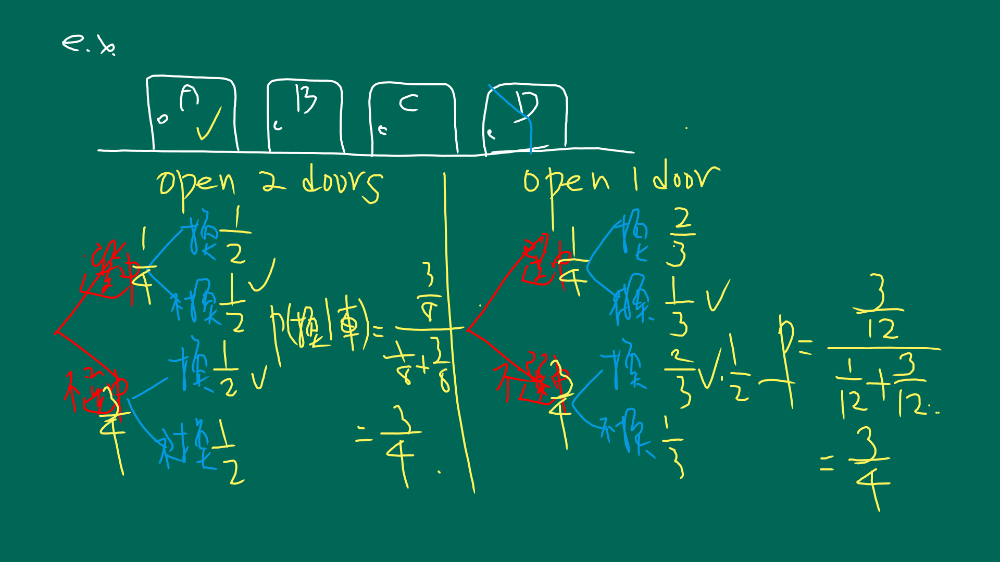 e.x.
A B C D
open 2 doors
選中 1/4
換 1/2
不換 1/2 ✓
不選中 3/4
換 1/2 ✓
不換 1/2
p(換|中) = (3/8)/(1/8 + 3/8)
= 3/4
open 1 door
選中 1/4
換 2/3
不換 1/3 ✓
不選中 3/4
換 2/3 ✓ · 1/2
不換 1/3
p = (3/12)/(1/12 + 3/12)
= 3/4